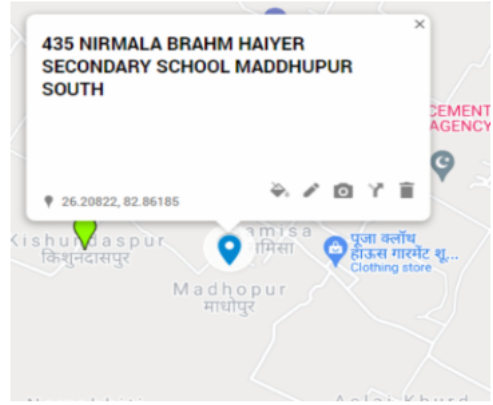 435 NIRMALA BRAHM HAIYER
SECONDARY SCHOOL MADDHUPUR
SOUTH
CEMENT
AGENCY
26.20822, 82.86185
Kishundaspur
किशुनदासपुर
amisa
मिसा
पूजा क्लॉथ
हाऊस गारमेंट शू...
Clothing store
Madhopur
माधोपुर